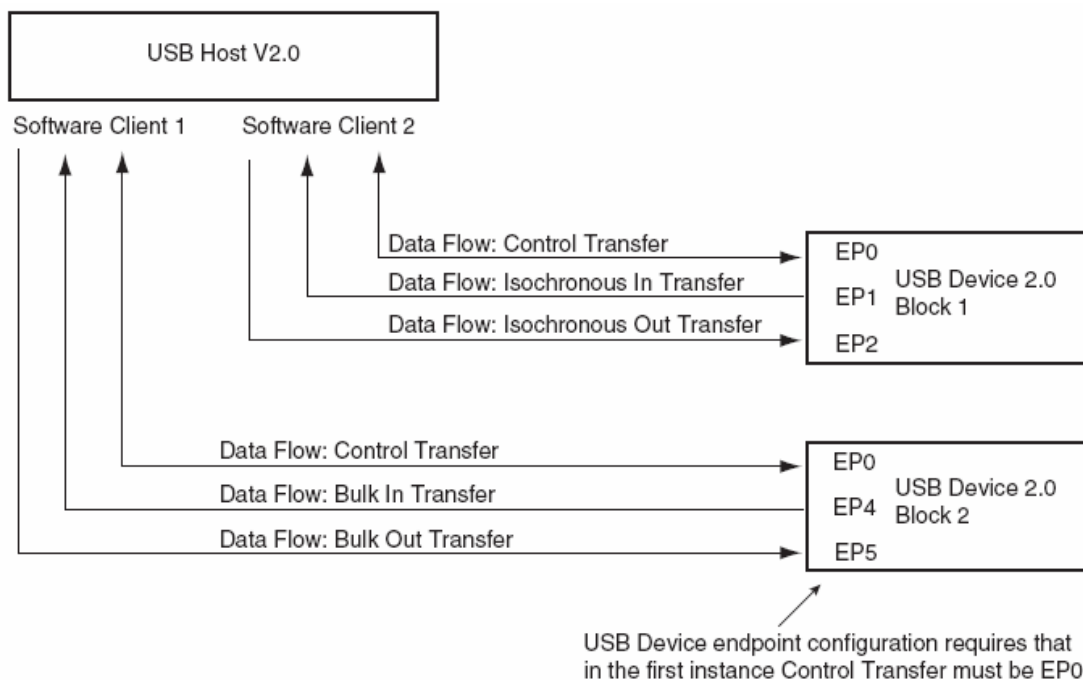 USB Host V2.0
Software Client 1
Software Client 2
Data Flow: Control Transfer
Data Flow: Isochronous In Transfer
Data Flow: Isochronous Out Transfer
EP0
EP1
EP2
USB Device 2.0
Block 1
Data Flow: Control Transfer
Data Flow: Bulk In Transfer
Data Flow: Bulk Out Transfer
EP0
EP4
EP5
USB Device 2.0
Block 2
USB Device endpoint configuration requires that
in the first instance Control Transfer must be EP0